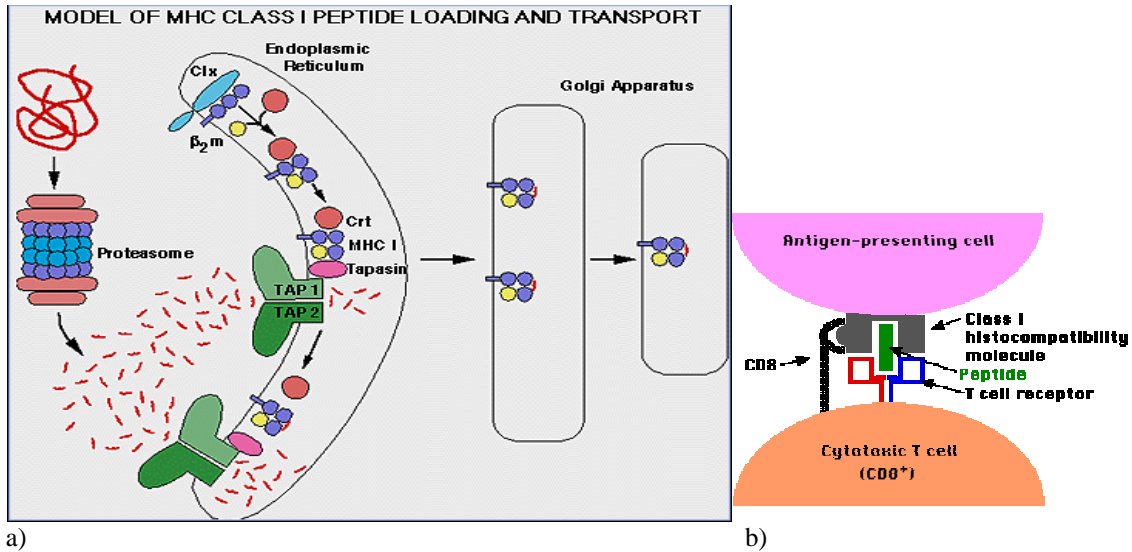 MODEL OF MHC CLASS I PEPTIDE LOADING AND TRANSPORT
Endoplasmic
Reticulum
Clx
Golgi Apparatus
β2m
Crt
MHC I
Proteasome
Tapasin
TAP 1
TAP 2
Antigen-presenting cell
Class I
histocompatibility
molecule
CD8
Peptide
T cell receptor
Cytotoxic T cell
(CD8+)
a)
b)